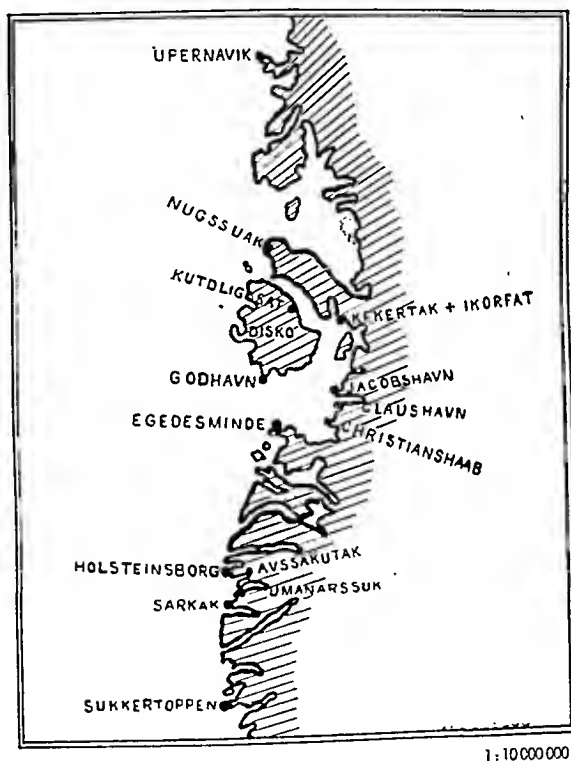 UPERNAVIK
NUGSSUAK
KUTDLIGSSAT
DISKO
KEKERTAK + IKORFAT
GODHAVN
JACOBSHAVN
CLAUSHAVN
EGEDESMINDE
CHRISTIANSHAAB
HOLSTEINSBORG
AVSSAKUTAK
UMANARSSUK
SARKAK
SUKKERTOPPEN
1:10000000